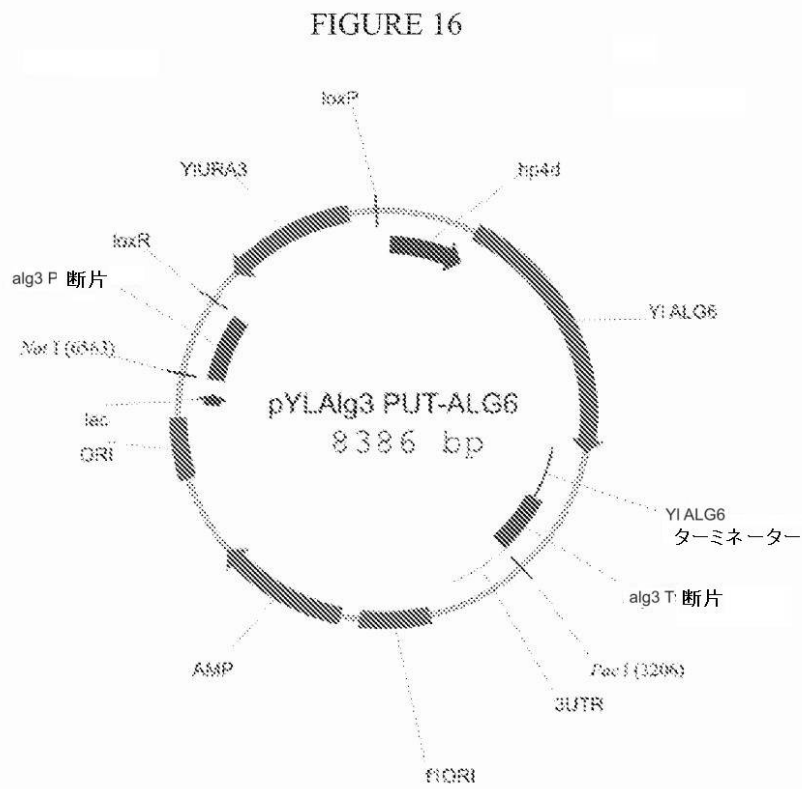 FIGURE 16
loxP
hp4d
YlURA3
loxR
alg3 P 断片
Not I (6563)
lac
ORI
pYLAlg3 PUT-ALG6
8386 bp
Yl ALG6
Yl ALG6
ターミネーター
alg3 T 断片
Pac I (3206)
3UTR
AMP
f1ORI